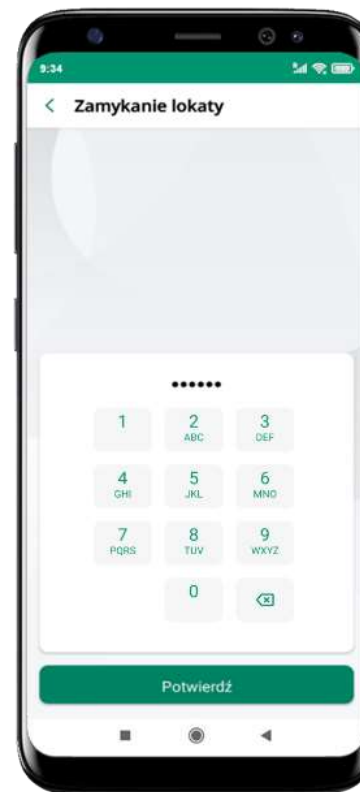 9:34
Zamykanie lokaty
••••••
1
2
ABC
3
DEF
4
GHI
5
JKL
6
MNO
7
PQRS
8
TUV
9
WXYZ
0
Potwierdź